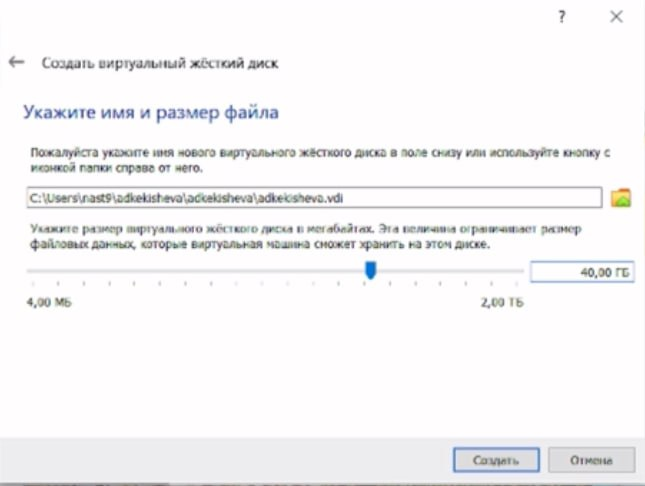 ?
Создать виртуальный жёсткий диск
Укажите имя и размер файла
Пожалуйста укажите имя нового виртуального жёсткого диска в поле снизу или используйте кнопку с
иконкой папки справа от него.
C:\Users\nast9\adkekisheva\adkekisheva\adkekisheva.vdi
Укажите размер виртуального жёсткого диска в мегабайтах. Эта величина ограничивает размер
файловых данных, которые виртуальная машина сможет хранить на этом диске.
40,00 ГБ
4,00 МБ 2,00 ТБ
Создать Отмена